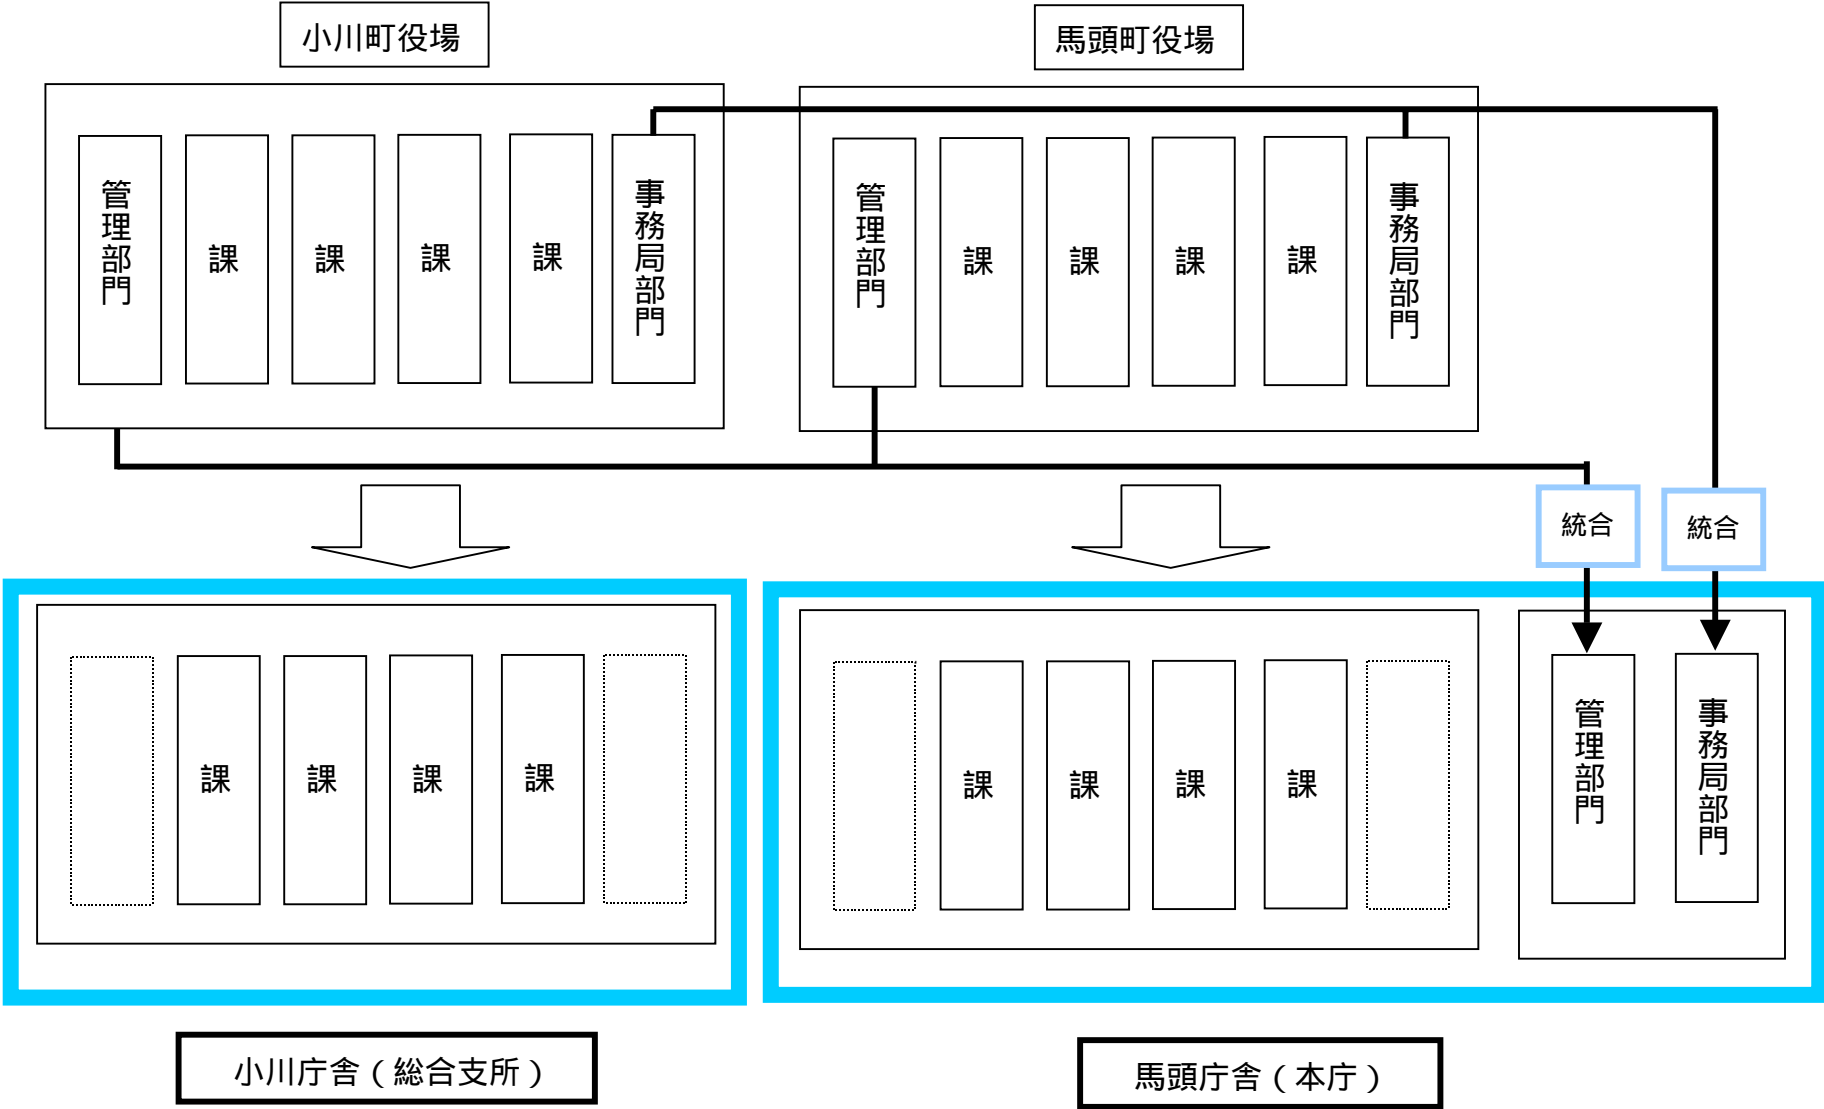 小川町役場
馬頭町役場
管理部門
課
課
課
課
事務局部門
管理部門
課
課
課
課
事務局部門
統合
統合
課
課
課
課
課
課
課
課
管理部門
事務局部門
小川庁舎（総合支所）
馬頭庁舎（本庁）